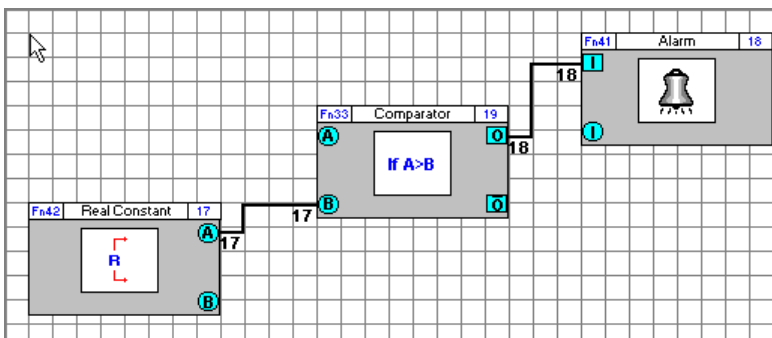 Fn41 Alarm 18
I
18
I
Fn33 Comparator 19
A O
18
If A>B
B O
17
Fn42 Real Constant 17
A
17
R
B